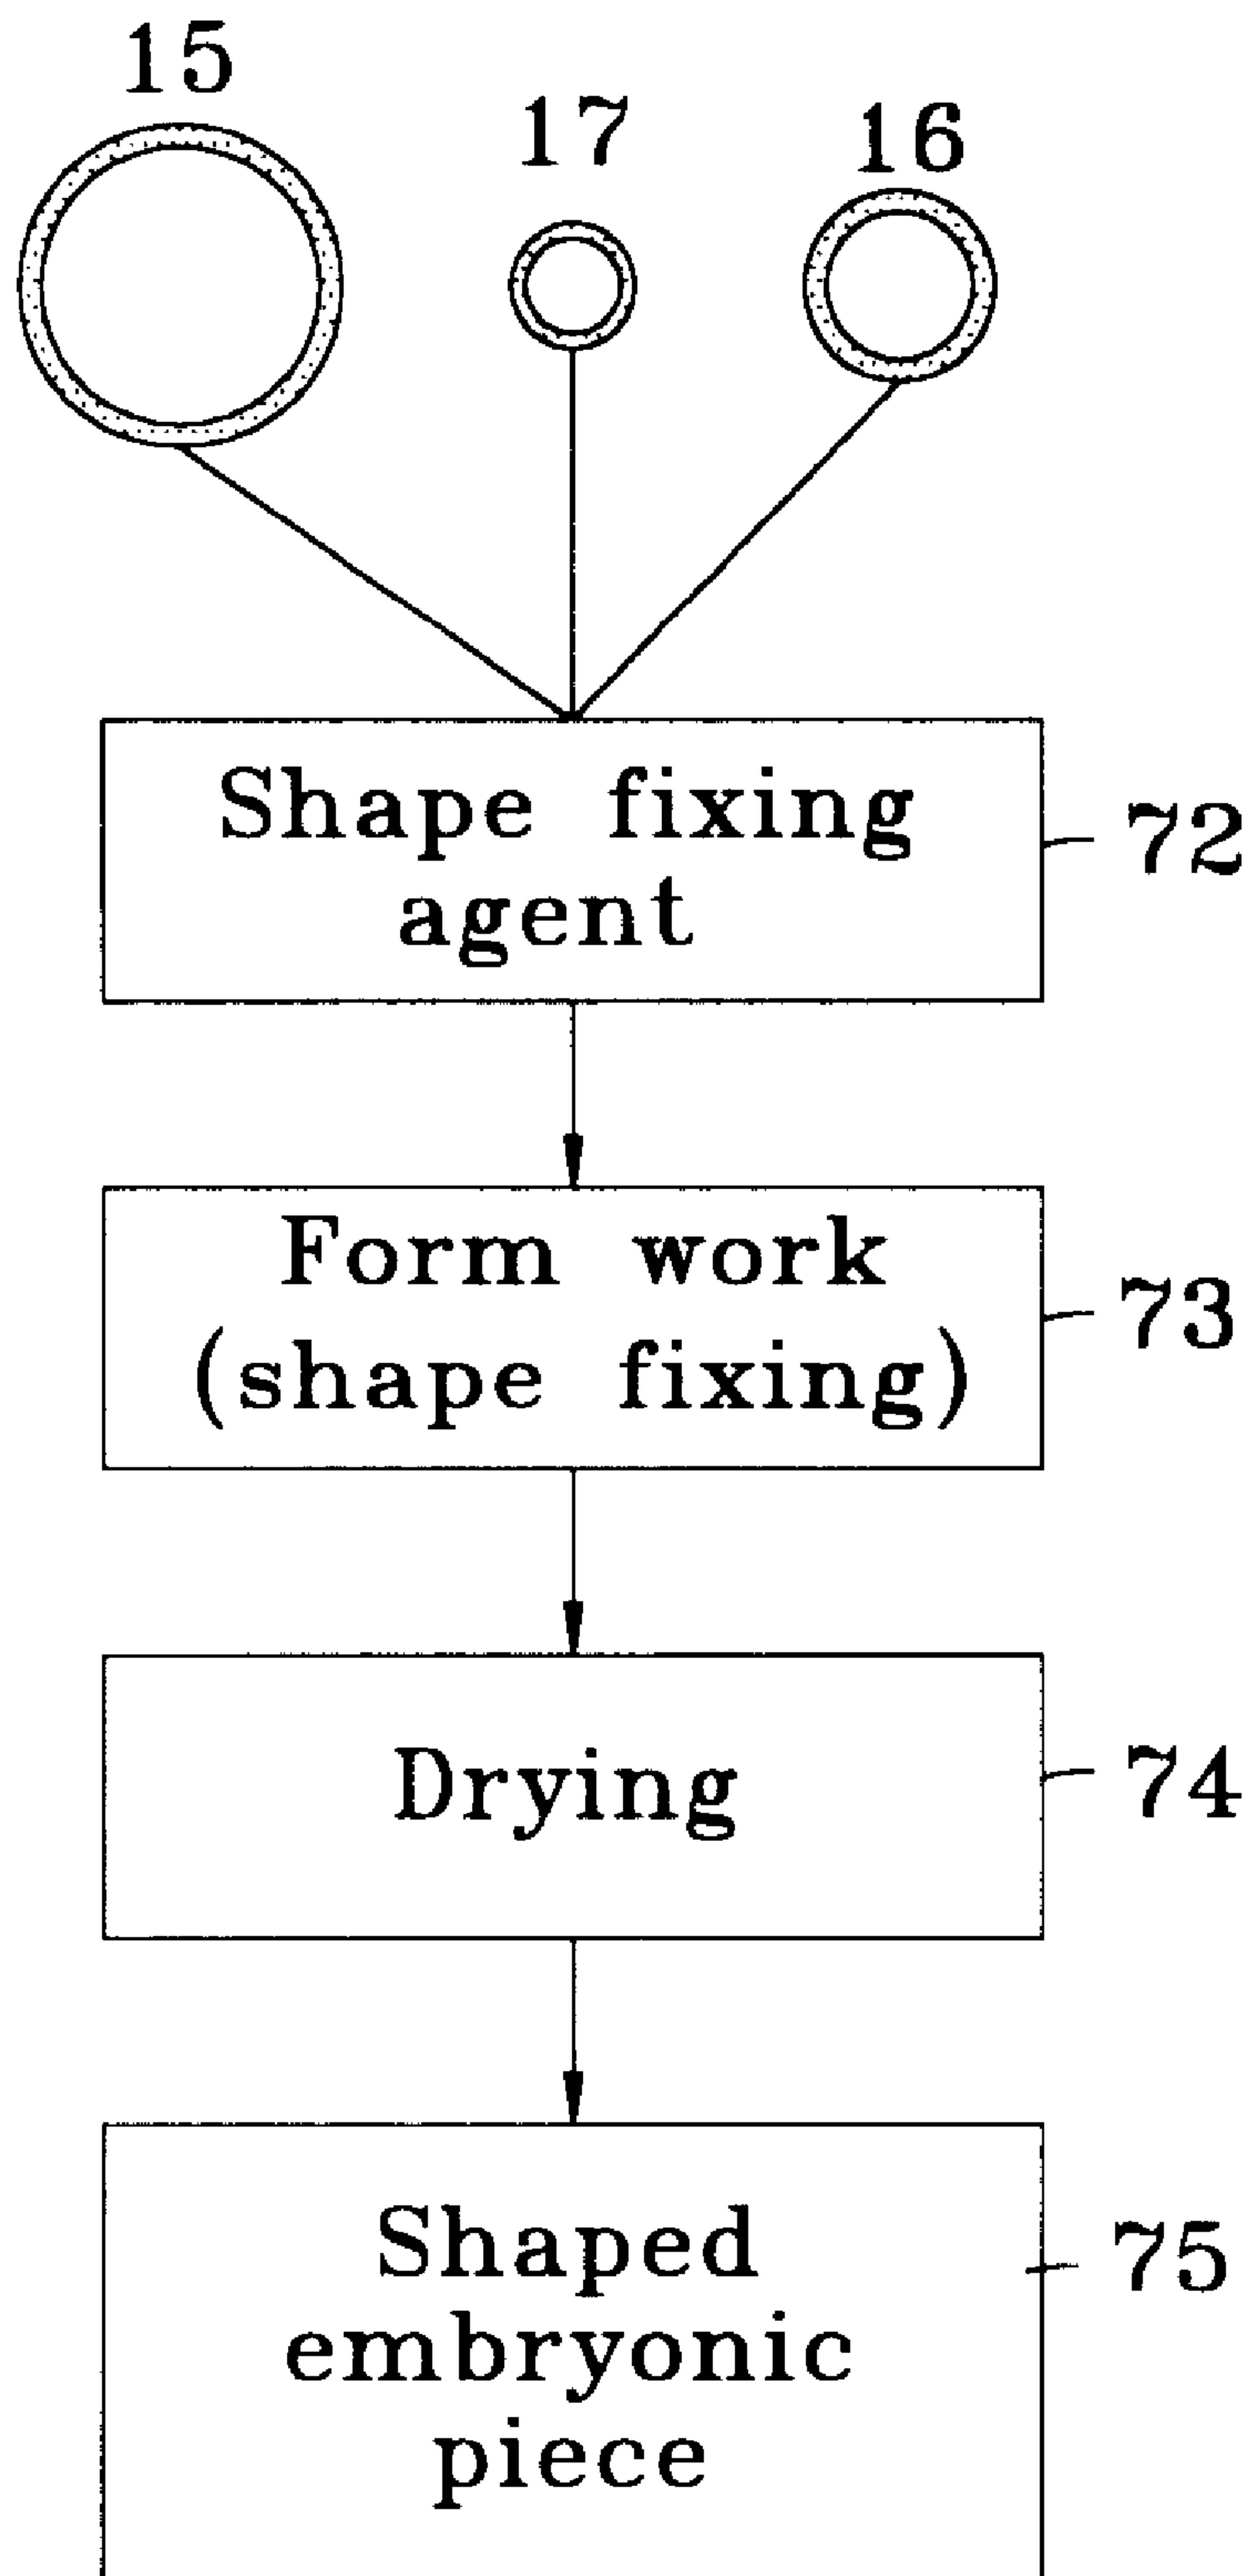 15
17
16
Shape fixing
agent
72
Form work
(shape fixing)
73
Drying
74
Shaped
embryonic
piece
75